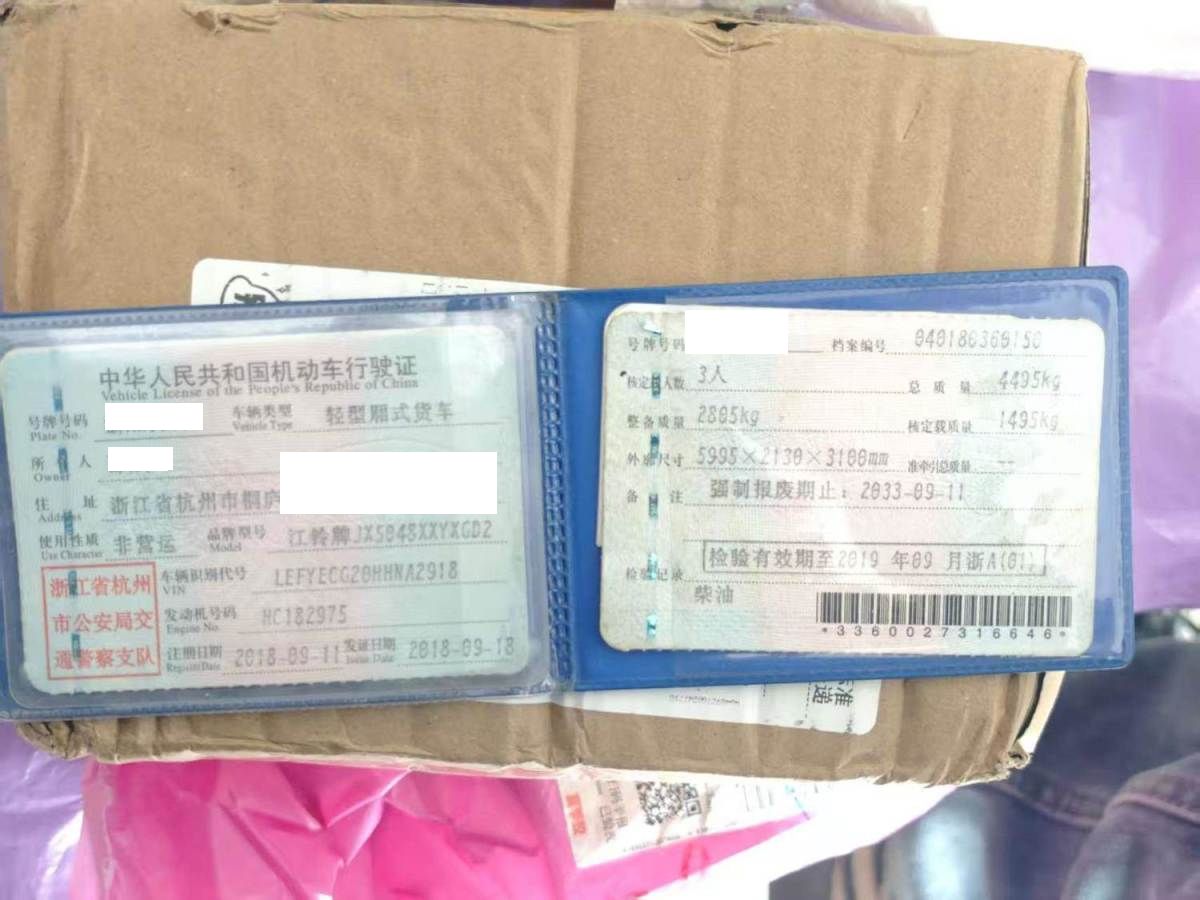 中华人民共和国机动车行驶证
Vehicle License of the People's Republic of China
号牌号码
Plate No.
车辆类型 轻型厢式货车
Vehicle Type
所有人
Owner
住址 浙江省杭州市桐庐
Address
使用性质 非营运
Use Character
品牌型号 江铃牌JX5048XXYXGD2
Model
浙江省杭州
市公安局交
通警察支队
车辆识别代号 LEFYECG20HHNA2918
VIN
发动机号码 HC182975
Engine No.
注册日期 2018-09-11 发证日期 2018-09-18
Register Date Issue Date
号牌号码 档案编号 040180360150
核定载人数 3人 总质量 4495kg
整备质量 2805kg 核定载质量 1495kg
外廓尺寸 5995×2130×3100mm 准牵引总质量 --
备注 强制报废期止：2033-09-11
检验有效期至2019年09月浙A(01)
检验记录
柴油
*3360027316646*
标准